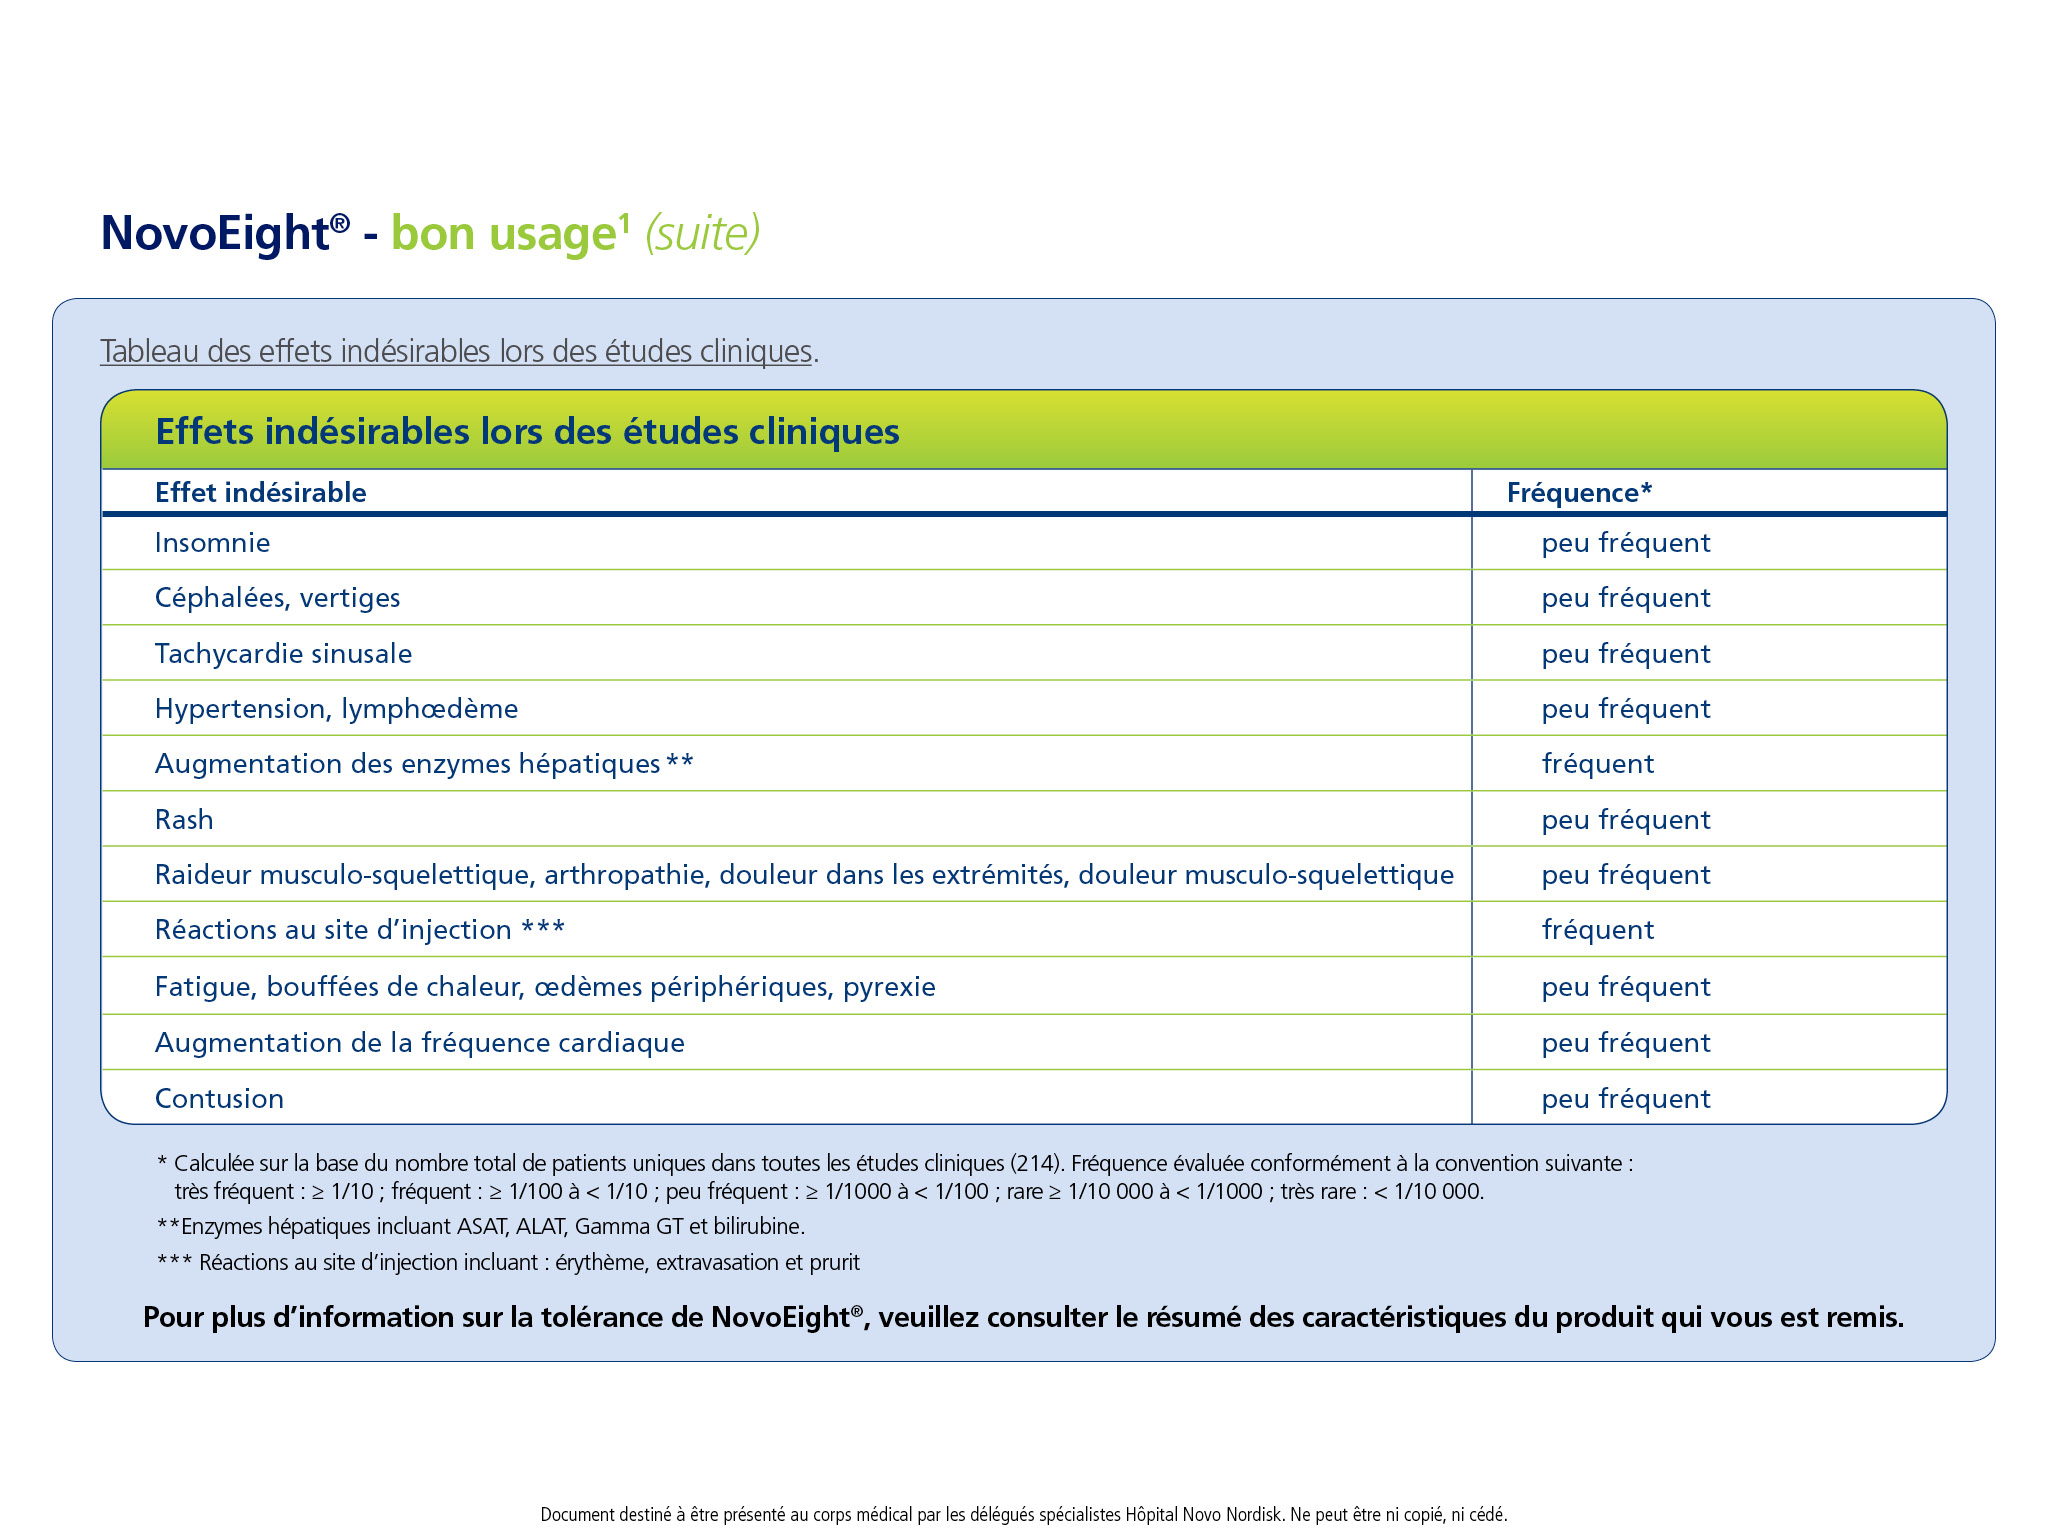 NovoEight® - bon usage¹ (suite)
Tableau des effets indésirables lors des études cliniques.
Effets indésirables lors des études cliniques
Effet indésirable Fréquence*
Insomnie peu fréquent
Céphalées, vertiges peu fréquent
Tachycardie sinusale peu fréquent
Hypertension, lymphœdème peu fréquent
Augmentation des enzymes hépatiques** fréquent
Rash peu fréquent
Raideur musculo-squelettique, arthropathie, douleur dans les extrémités, douleur musculo-squelettique peu fréquent
Réactions au site d’injection *** fréquent
Fatigue, bouffées de chaleur, œdèmes périphériques, pyrexie peu fréquent
Augmentation de la fréquence cardiaque peu fréquent
Contusion peu fréquent
* Calculée sur la base du nombre total de patients uniques dans toutes les études cliniques (214). Fréquence évaluée conformément à la convention suivante :
très fréquent : ≥ 1/10 ; fréquent : ≥ 1/100 à < 1/10 ; peu fréquent : ≥ 1/1000 à < 1/100 ; rare ≥ 1/10 000 à < 1/1000 ; très rare : < 1/10 000.
**Enzymes hépatiques incluant ASAT, ALAT, Gamma GT et bilirubine.
*** Réactions au site d’injection incluant : érythème, extravasation et prurit
Pour plus d’information sur la tolérance de NovoEight®, veuillez consulter le résumé des caractéristiques du produit qui vous est remis.
Document destiné à être présenté au corps médical par les délégués spécialistes Hôpital Novo Nordisk. Ne peut être ni copié, ni cédé.